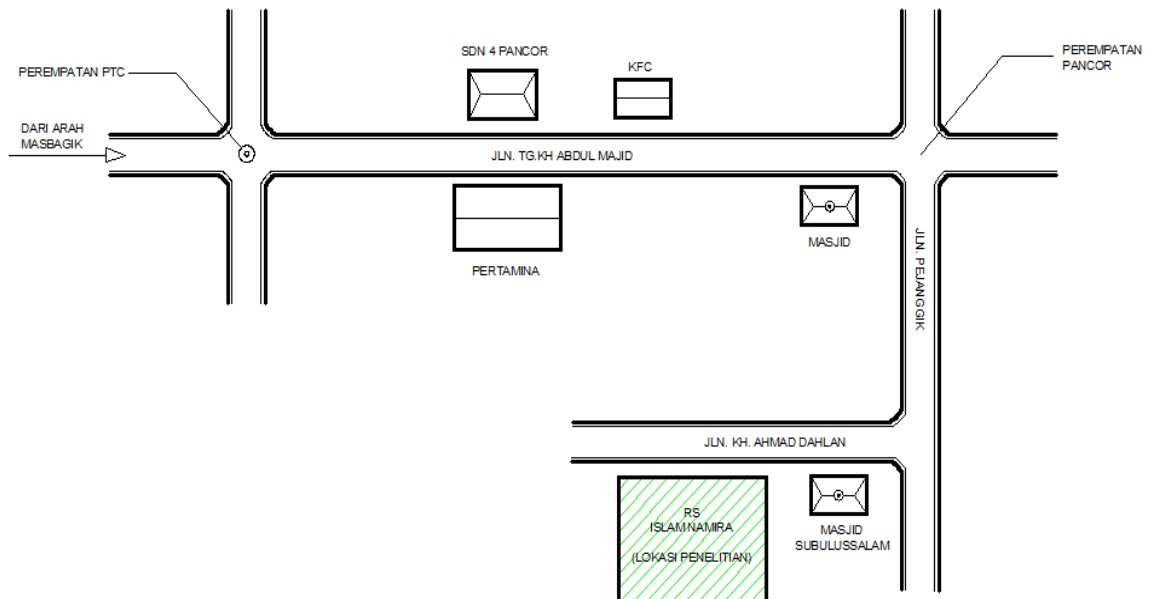 SDN 4 PANCOR
KFC
PEREMPATAN
PANCOR
PEREMPATAN PTC
DARI ARAH
MASBAGIK
JLN. TG.KH ABDUL MAJID
MASJID
PERTAMINA
JLN. PEJANGGIK
JLN. KH. AHMAD DAHLAN
RS
ISLAM NAMIRA
(LOKASI PENELITIAN)
MASJID
SUBULUSSALAM